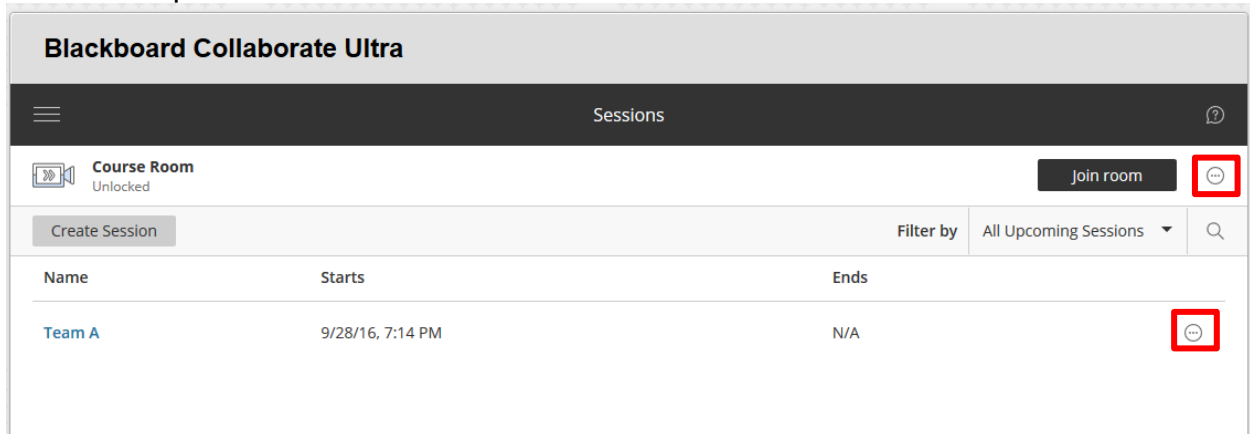 Blackboard Collaborate Ultra
Sessions
Course Room
Unlocked
Join room
Create Session
Filter by All Upcoming Sessions
Name Starts Ends
Team A 9/28/16, 7:14 PM N/A